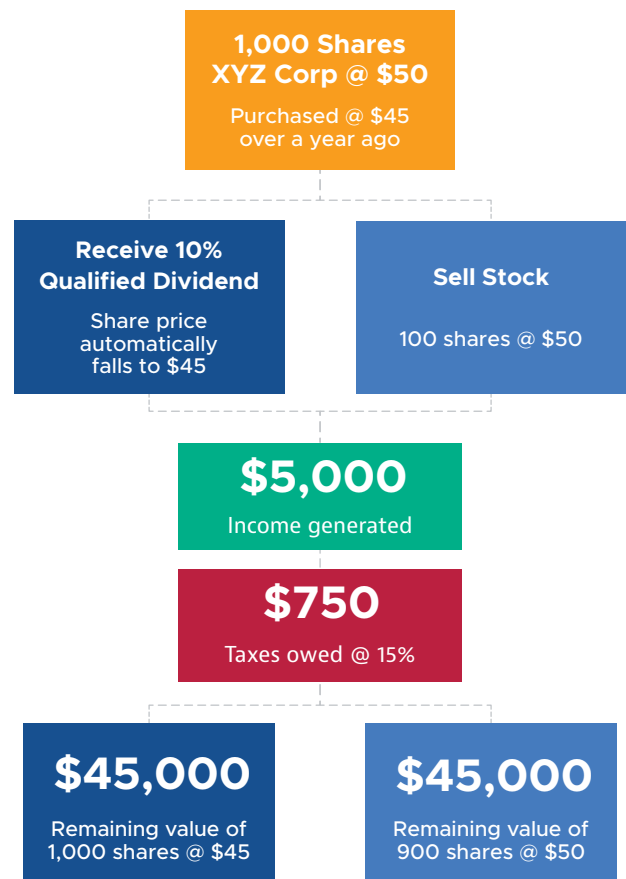 1,000 Shares
XYZ Corp @ $50
Purchased @ $45
over a year ago
Receive 10%
Qualified Dividend
Share price
automatically
falls to $45
Sell Stock
100 shares @ $50
$5,000
Income generated
$750
Taxes owed @ 15%
$45,000
Remaining value of
1,000 shares @ $45
$45,000
Remaining value of
900 shares @ $50